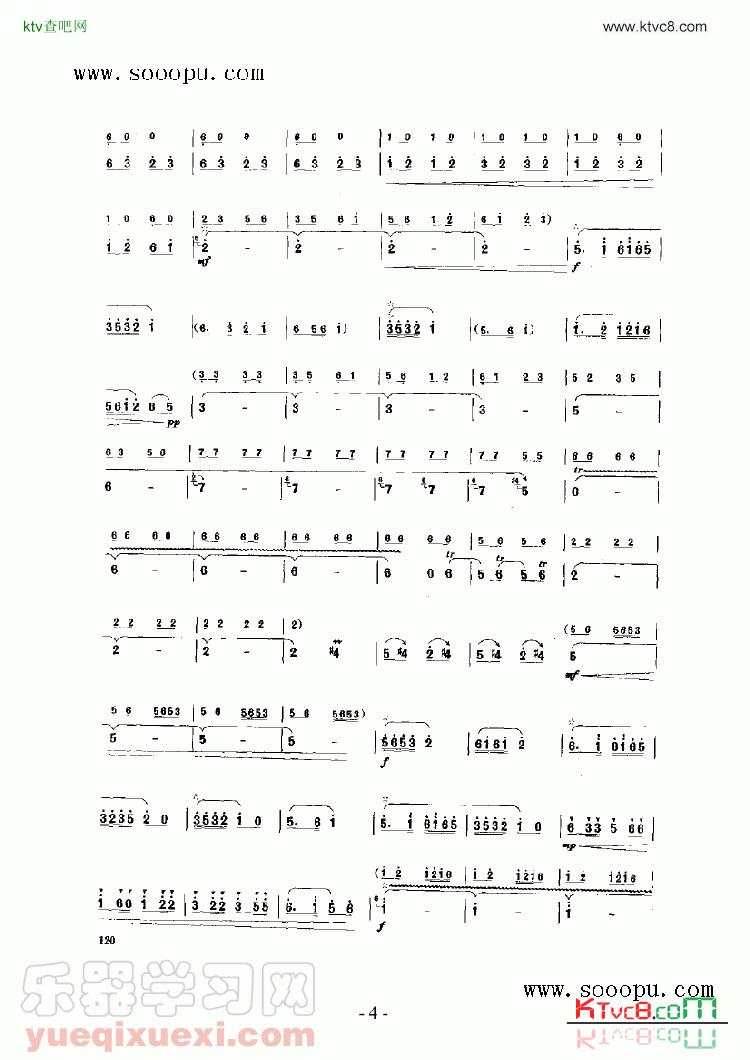 ktv查吧网
www.ktvc8.com
www.sooopu.com
6 0 0 | 6 0 0 0 | 6 0 0 0 | 1 0 1 0 | 1 0 1 0 | 1 0 6 0 |
6 3 2 3 | 6 3 2 3 | 6 3 2 3 | 1 2 1 2 | 3 2 3 2 | 1 2 3 2 |
1 0 6 0 | 2 3 5 6 | 3 5 6 i | 5 6 1 2 | 6 i 2 3) |
1 2 6 1 | 2 - | 2 - | 2 - | 2 - | 5. 1 6165 |
mf
f
3532 i | (6. 3 2 i | 6 56 i) | 3532 i | (5. 6 i) | 1. 2 1216 |
(3 3 3 3 | 3 5 6 1 | 5 6 1 2 | 6 1 2 3 | 5 2 3 5 |
5612 6 5 | 3 - | 3 - | 3 - | 3 - | 5 - |
pp
6 3 5 0 | 7 7 7 7 | 7 7 7 7 | 7 7 7 7 | 7 7 5 5 | 6 6 6 6 |
tr
6 - | 7 - | 7 - | 7 7 | 7 5 | 6 - |
6 6 6 6 | 6 6 6 6 | 6 6 6 6 | 6 6 6 6 | 5 6 5 6 | 2 2 2 2 |
tr tr tr
6 - | 6 - | 6 - | 6 0 6 | 5 6 5 6 | 2 - |
2 2 2 2 | 2 2 2 2 | 2) (5 6 5653 |
2 - | 2 - | 2 #4 | 5 #4 2 #4 | 5 #4 2 #4 | 5 - |
mf
5 6 5653 | 5 6 5653 | 5 6 5653)
5 - | 5 - | 5 - | 5653 2 | 6161 2 | 6. 1 6165 |
f
3235 2 0 | 3532 1 0 | 5. 6 i | 5. 1 6165 | 3532 1 0 | 6 33 5 66 |
mp
(i 2 1216 | i 2 1216 | i 2 1216 |
1 60 1 22 | 3 22 3 55 | 6. 1 5 6 | 1 - | 1 - | 1 - |
f
120
乐器学习网
yueqixuexi.com
- 4 -
www.sooopu.com
KTvc8.com